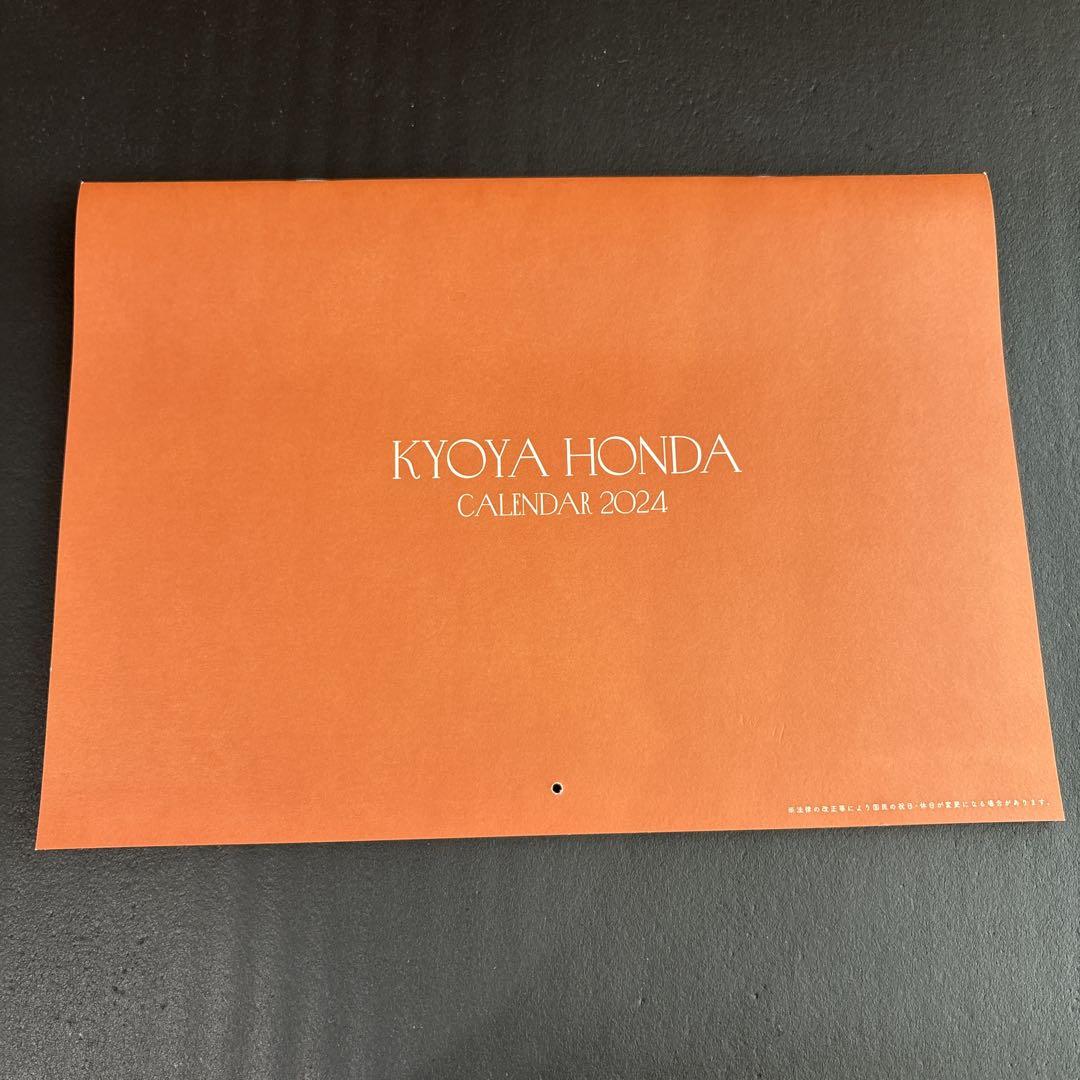 KYOYA HONDA
CALENDAR 2024
※法律の改正等により国民の祝日・休日が変更になる場合があります。